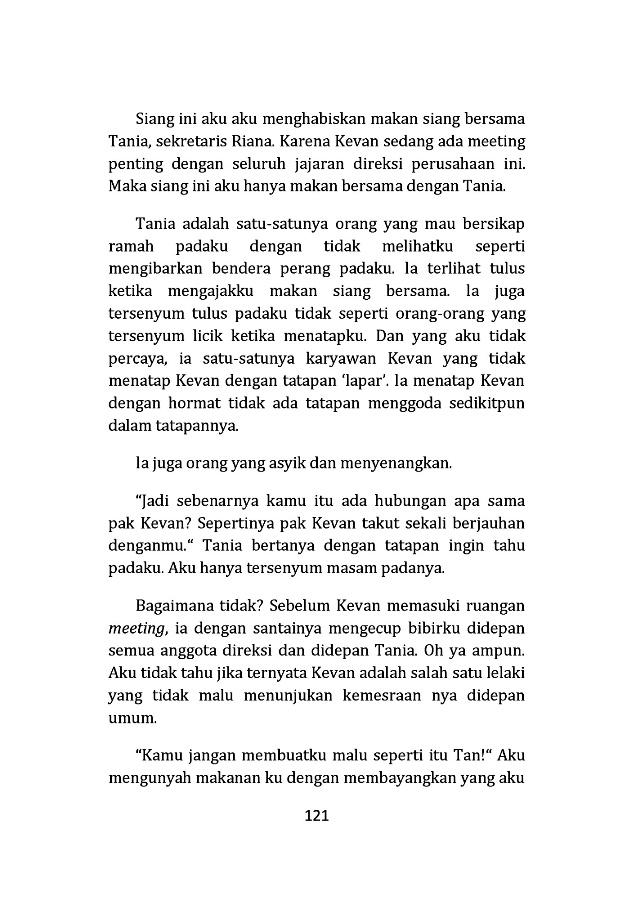 Siang ini aku aku menghabiskan makan siang bersama
Tania, sekretaris Riana. Karena Kevan sedang ada meeting
penting dengan seluruh jajaran direksi perusahaan ini.
Maka siang ini aku hanya makan bersama dengan Tania.
Tania adalah satu-satunya orang yang mau bersikap
ramah padaku dengan tidak melihatku seperti
mengibarkan bendera perang padaku. Ia terlihat tulus
ketika mengajakku makan siang bersama. Ia juga
tersenyum tulus padaku tidak seperti orang-orang yang
tersenyum licik ketika menatapku. Dan yang aku tidak
percaya, ia satu-satunya karyawan Kevan yang tidak
menatap Kevan dengan tatapan ‘lapar’. Ia menatap Kevan
dengan hormat tidak ada tatapan menggoda sedikitpun
dalam tatapannya.
Ia juga orang yang asyik dan menyenangkan.
“Jadi sebenarnya kamu itu ada hubungan apa sama
pak Kevan? Sepertinya pak Kevan takut sekali berjauhan
denganmu.“ Tania bertanya dengan tatapan ingin tahu
padaku. Aku hanya tersenyum masam padanya.
Bagaimana tidak? Sebelum Kevan memasuki ruangan
meeting, ia dengan santainya mengecup bibirku didepan
semua anggota direksi dan didepan Tania. Oh ya ampun.
Aku tidak tahu jika ternyata Kevan adalah salah satu lelaki
yang tidak malu menunjukan kemesraan nya didepan
umum.
“Kamu jangan membuatku malu seperti itu Tan!“ Aku
mengunyah makanan ku dengan membayangkan yang aku
121